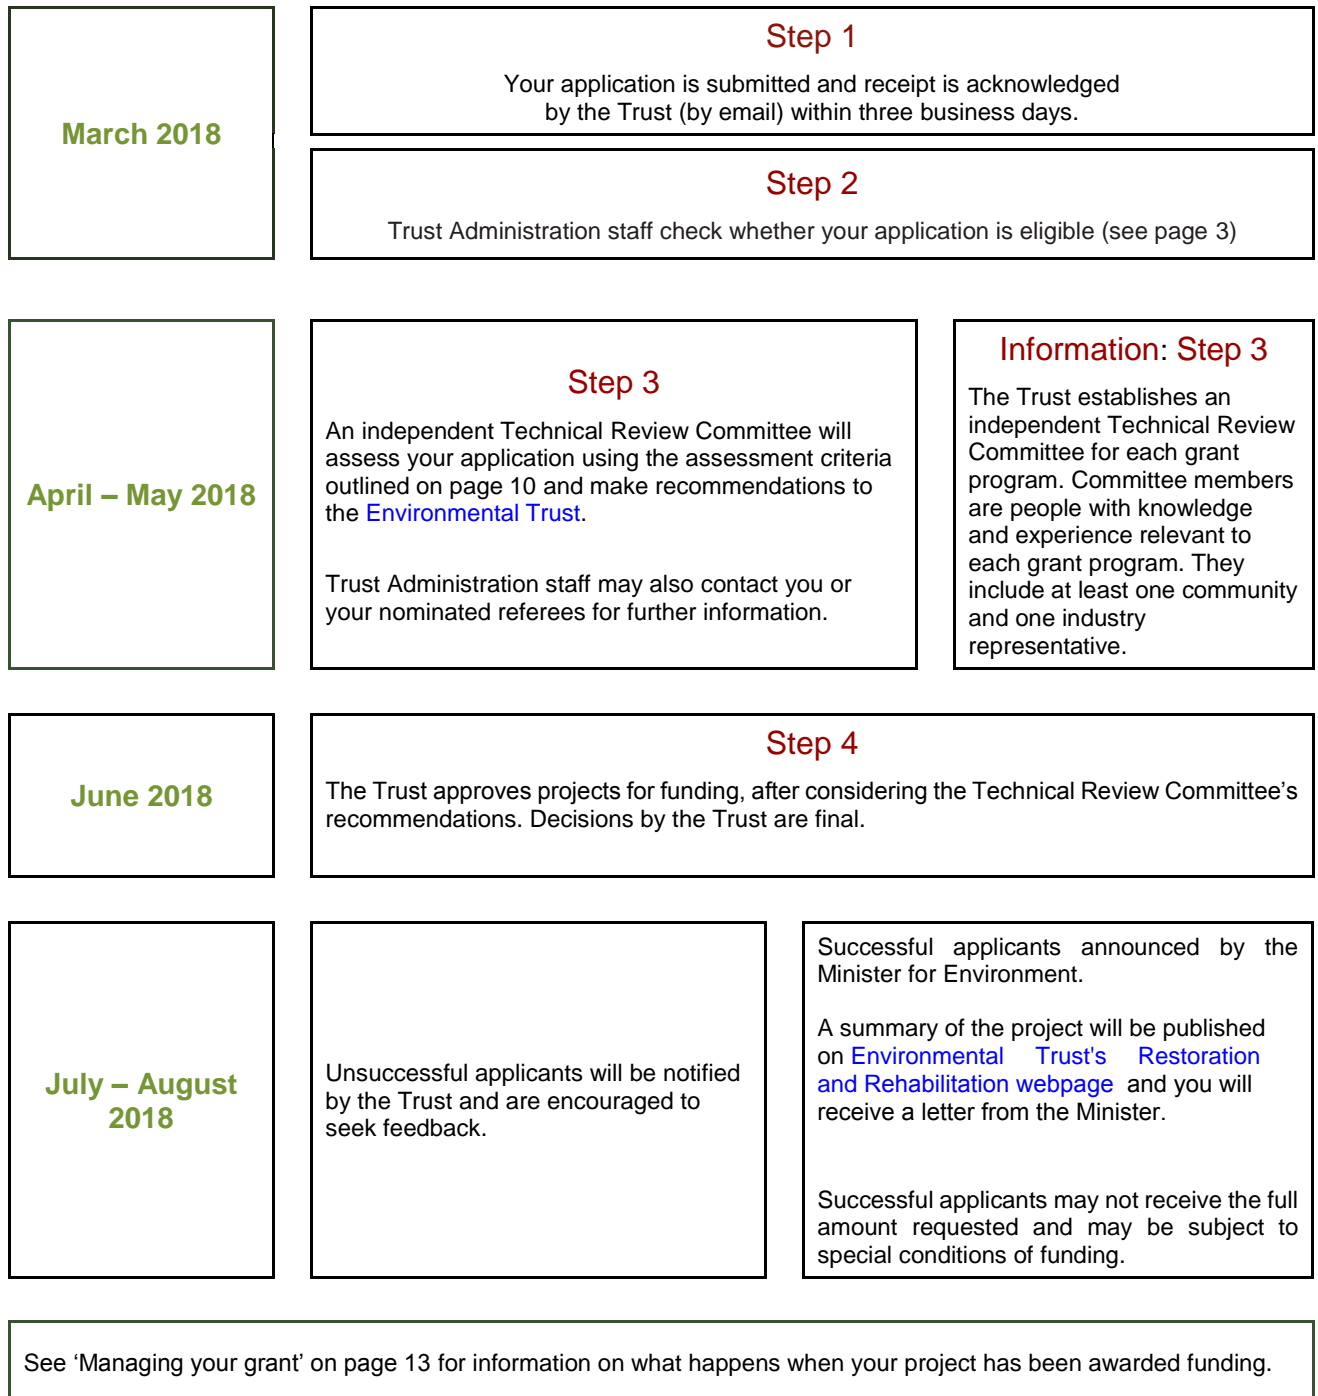 March 2018
Step 1
Your application is submitted and receipt is acknowledged
by the Trust (by email) within three business days.
Step 2
Trust Administration staff check whether your application is eligible (see page 3)
April – May 2018
Step 3
An independent Technical Review Committee will
assess your application using the assessment criteria
outlined on page 10 and make recommendations to
the Environmental Trust.
Trust Administration staff may also contact you or
your nominated referees for further information.
Information: Step 3
The Trust establishes an
independent Technical Review
Committee for each grant
program. Committee members
are people with knowledge
and experience relevant to
each grant program. They
include at least one community
and one industry
representative.
June 2018
Step 4
The Trust approves projects for funding, after considering the Technical Review Committee’s
recommendations. Decisions by the Trust are final.
July – August
2018
Unsuccessful applicants will be notified
by the Trust and are encouraged to
seek feedback.
Successful applicants announced by the
Minister for Environment.
A summary of the project will be published
on Environmental Trust's Restoration
and Rehabilitation webpage and you will
receive a letter from the Minister.
Successful applicants may not receive the full
amount requested and may be subject to
special conditions of funding.
See ‘Managing your grant’ on page 13 for information on what happens when your project has been awarded funding.